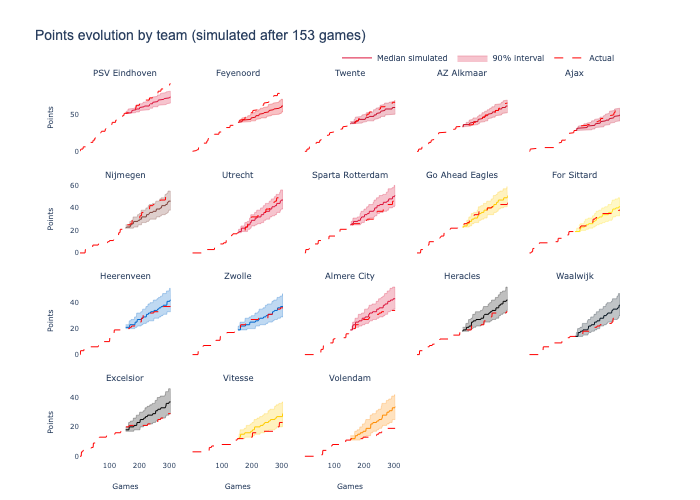 Points evolution by team (simulated after 153 games)
Median simulated 90% interval Actual
PSV Eindhoven Feyenoord Twente AZ Alkmaar Ajax
50
0
Points
Nijmegen Utrecht Sparta Rotterdam Go Ahead Eagles For Sittard
60
40
20
0
Points
Heerenveen Zwolle Almere City Heracles Waalwijk
40
20
0
Points
Excelsior Vitesse Volendam
40
20
0
Points
100 200 300 100 200 300 100 200 300
Games Games Games